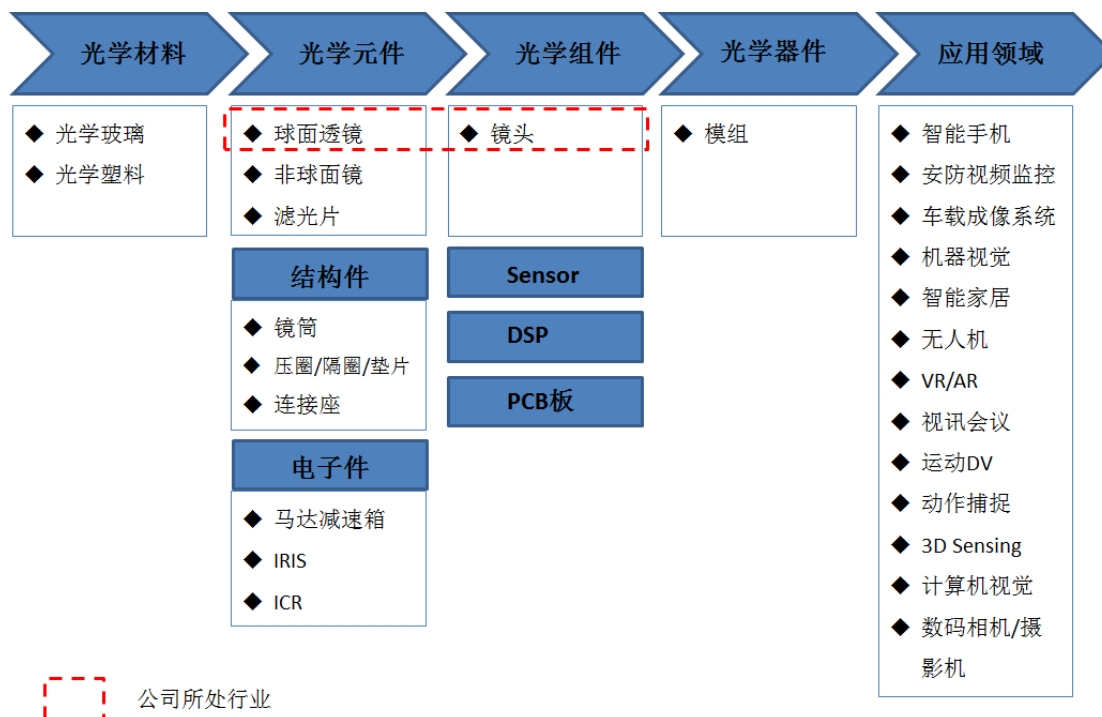 光学材料
光学元件
光学组件
光学器件
应用领域
◆ 光学玻璃
◆ 光学塑料
◆ 球面透镜
◆ 非球面镜
◆ 滤光片
结构件
◆ 镜筒
◆ 压圈/隔圈/垫片
◆ 连接座
电子件
◆ 马达减速箱
◆ IRIS
◆ ICR
◆ 镜头
Sensor
DSP
PCB板
◆ 模组
◆ 智能手机
◆ 安防视频监控
◆ 车载成像系统
◆ 机器视觉
◆ 智能家居
◆ 无人机
◆ VR/AR
◆ 视讯会议
◆ 运动DV
◆ 动作捕捉
◆ 3D Sensing
◆ 计算机视觉
◆ 数码相机/摄
影机
公司所处行业